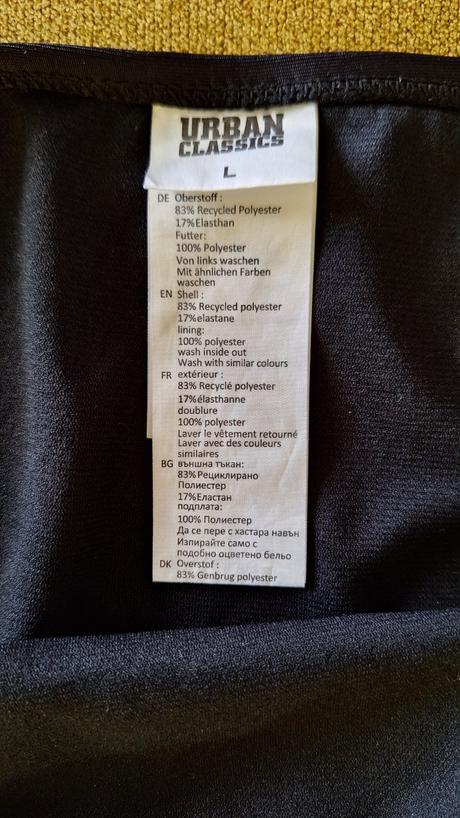 URBAN
CLASSICS
L
DE Oberstoff :
83% Recycled Polyester
17%Elasthan
Futter:
100% Polyester
Von links waschen
Mit ähnlichen Farben
waschen
EN Shell :
83% Recycled polyester
17%elastane
lining:
100% polyester
wash inside out
Wash with similar colours
FR extérieur :
83% Recyclé polyester
17%élasthanne
doublure
100% polyester
Laver le vêtement retourné
Laver avec des couleurs
similaires
BG външна тъкан:
83% Рециклирано
Полиестер
17%Еластан
подплата:
100% Полиестер
Да се пере с хастара навън
Изпирайте само с
подобно оцветено бельо
DK Overstof :
83% Genbrug polyester